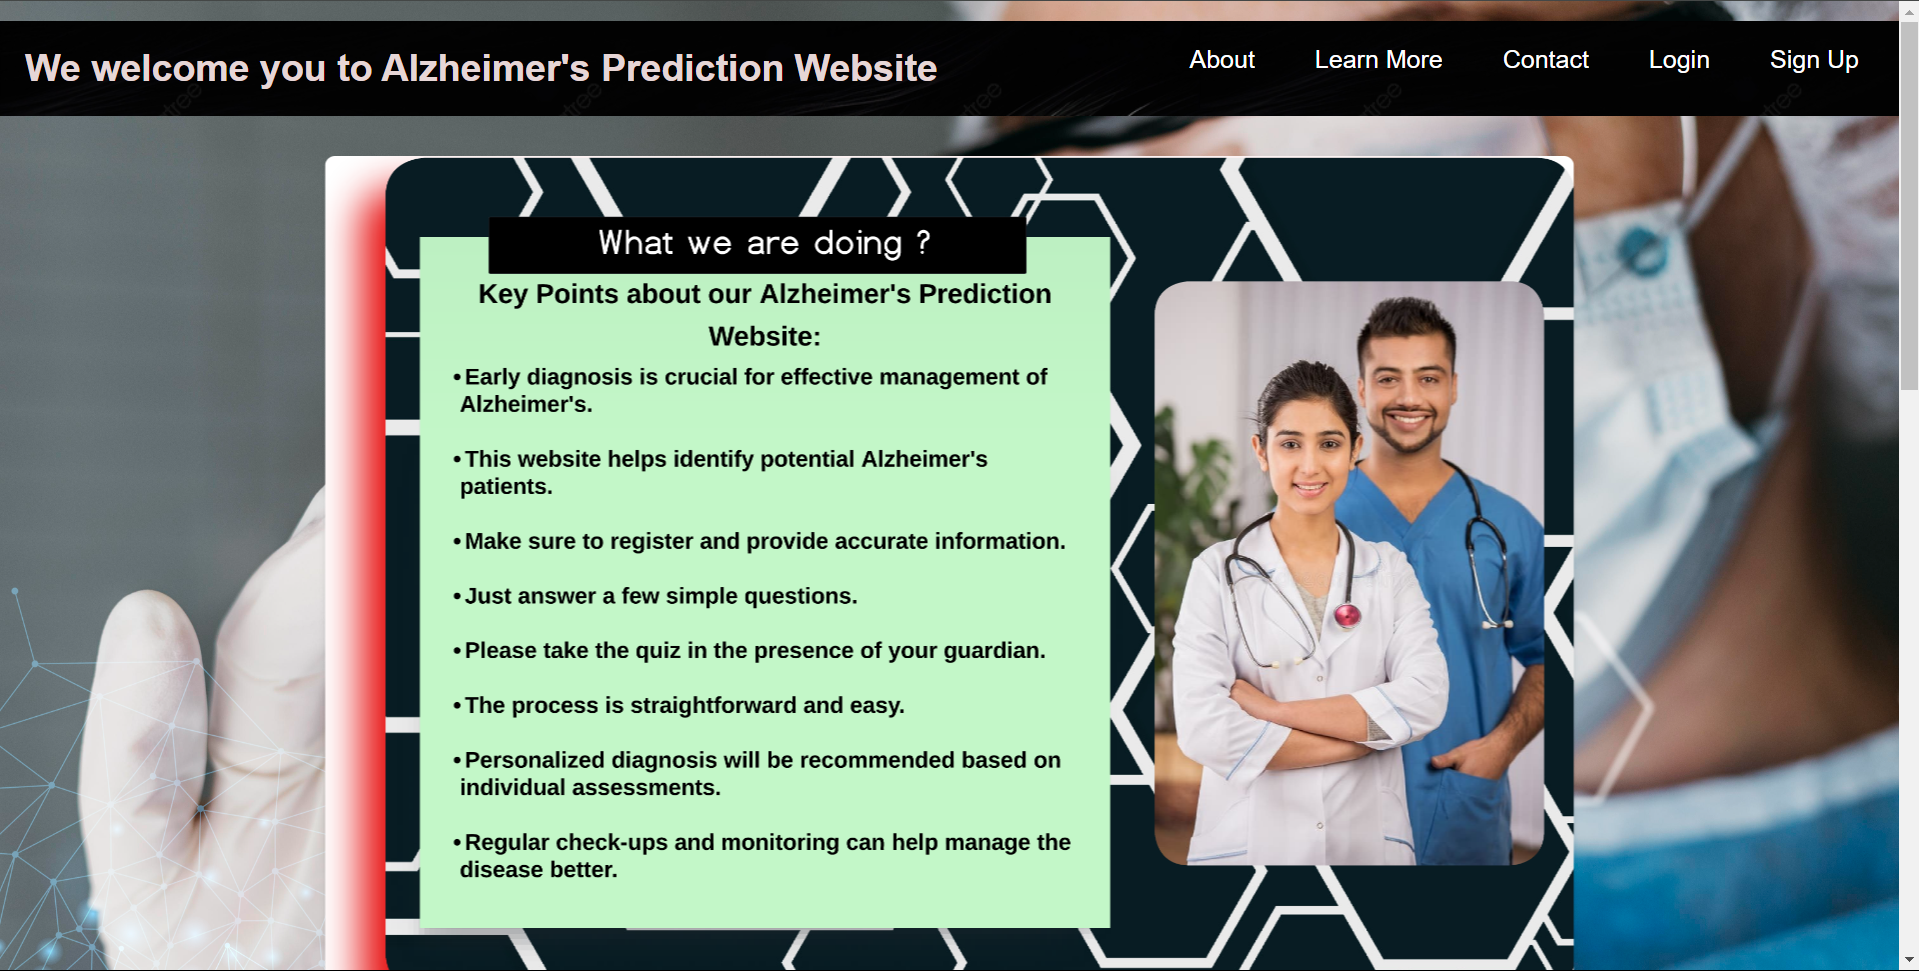 We welcome you to Alzheimer's Prediction Website
About Learn More Contact Login Sign Up
What we are doing ?
Key Points about our Alzheimer's Prediction
Website:
• Early diagnosis is crucial for effective management of
Alzheimer's.
• This website helps identify potential Alzheimer's
patients.
• Make sure to register and provide accurate information.
• Just answer a few simple questions.
• Please take the quiz in the presence of your guardian.
• The process is straightforward and easy.
• Personalized diagnosis will be recommended based on
individual assessments.
• Regular check-ups and monitoring can help manage the
disease better.